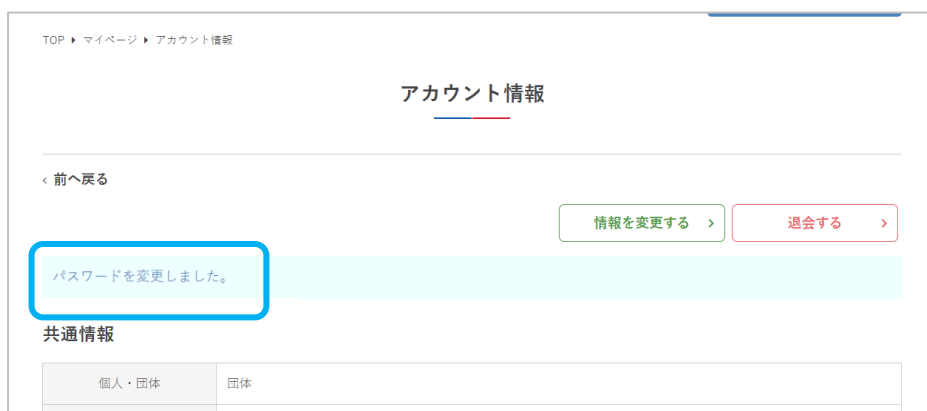 TOP ▶ マイページ ▶ アカウント情報
アカウント情報
‹ 前へ戻る
情報を変更する ›
退会する ›
パスワードを変更しました。
共通情報
個人・団体 団体